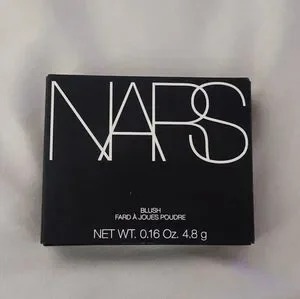 NARS
BLUSH
FARD À JOUES POUDRE
NET WT. 0.16 Oz. 4.8 g